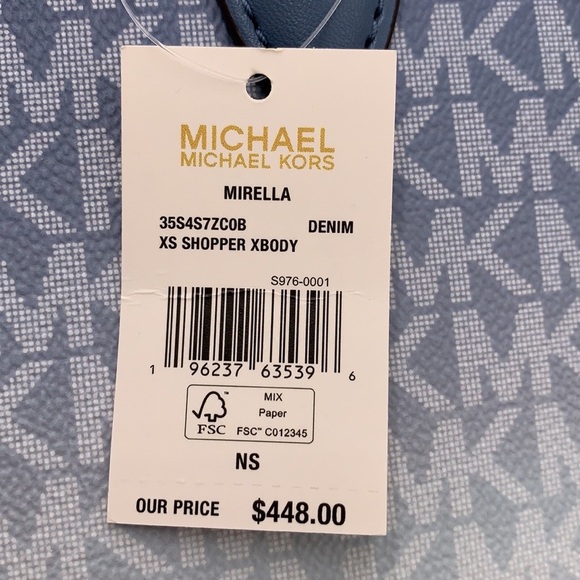 MICHAEL
MICHAEL KORS
MIRELLA
35S4S7ZC0B DENIM
XS SHOPPER XBODY
S976-0001
1 96237 63539 6
FSC
MIX
Paper
FSC™ C012345
NS
OUR PRICE $448.00